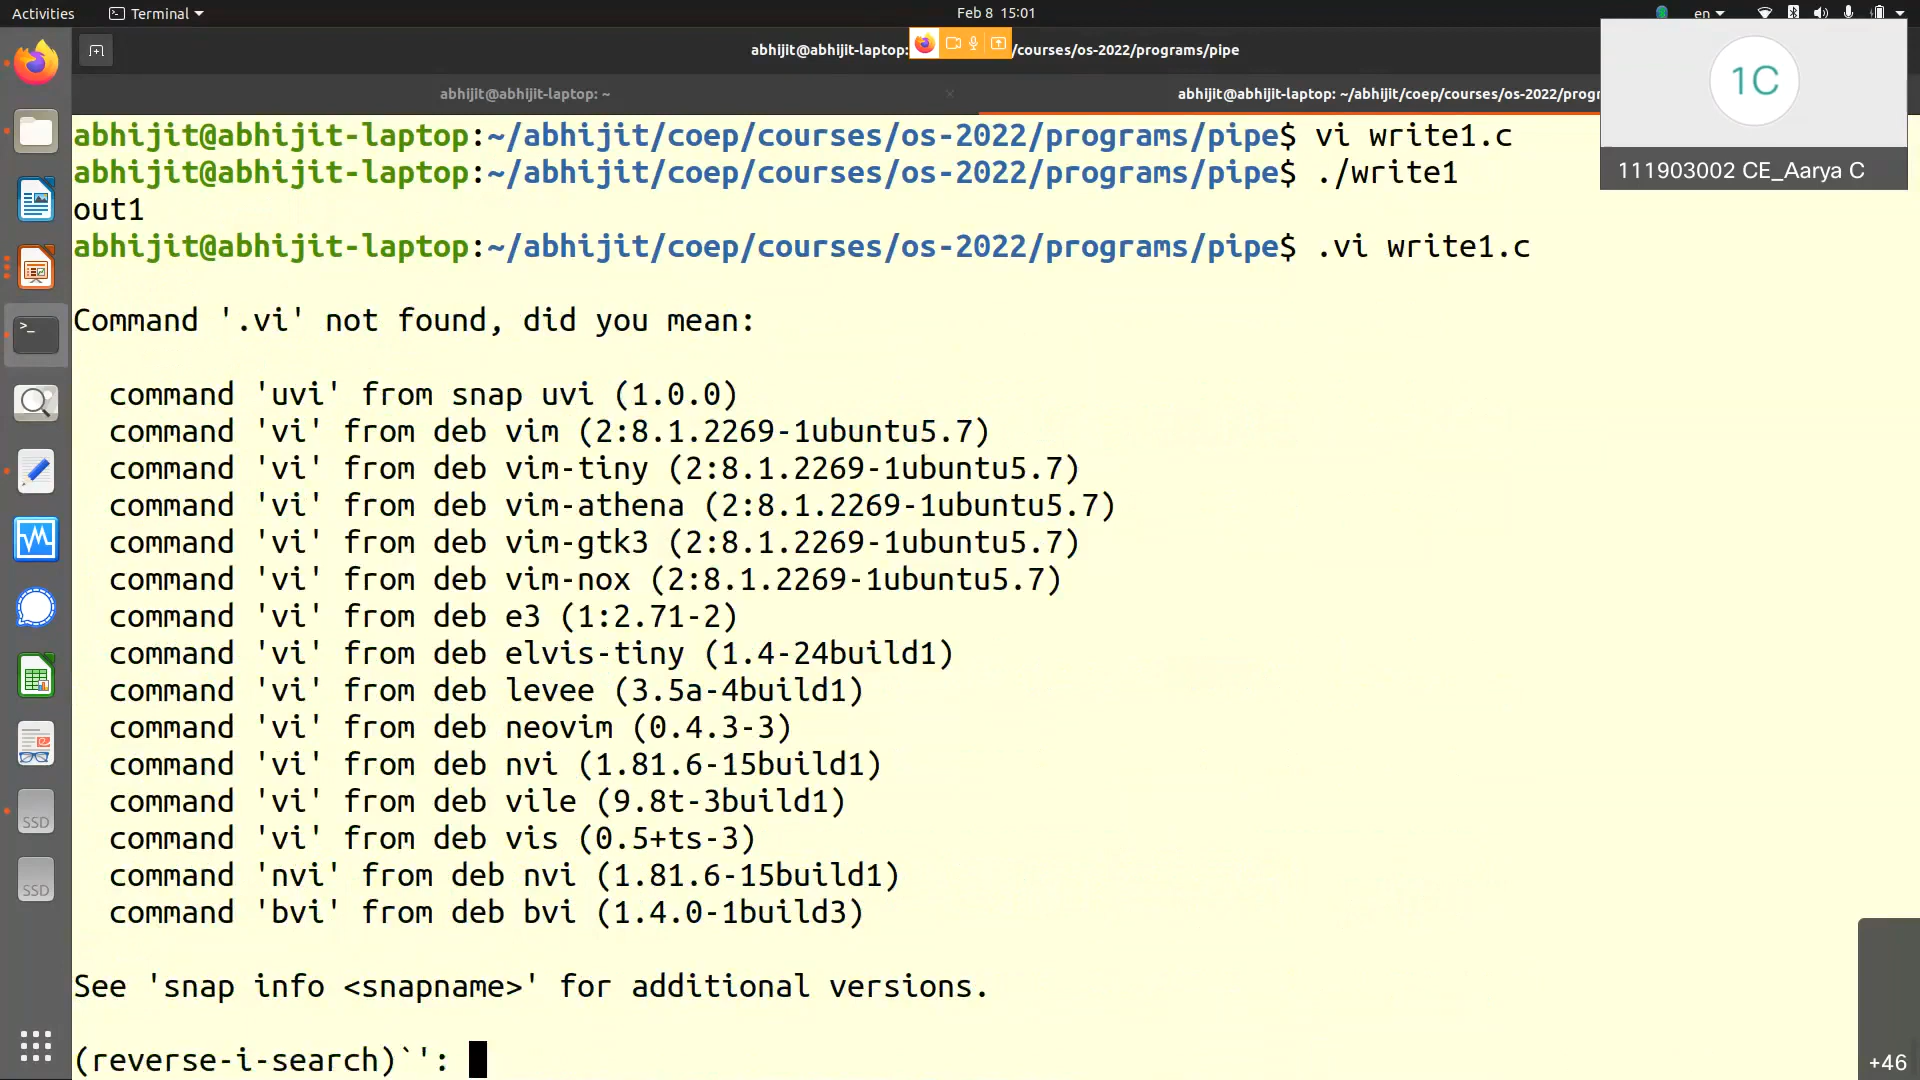 Activities
Terminal
Feb 8 15:01
en
abhijit@abhijit-laptop:
/courses/os-2022/programs/pipe
abhijit@abhijit-laptop: ~
abhijit@abhijit-laptop: ~/abhijit/coep/courses/os-2022/progr
1C
111903002 CE_Aarya C
abhijit@abhijit-laptop:~/abhijit/coep/courses/os-2022/programs/pipe$ vi write1.c
abhijit@abhijit-laptop:~/abhijit/coep/courses/os-2022/programs/pipe$ ./write1
out1
abhijit@abhijit-laptop:~/abhijit/coep/courses/os-2022/programs/pipe$ .vi write1.c
Command '.vi' not found, did you mean:
command 'uvi' from snap uvi (1.0.0)
command 'vi' from deb vim (2:8.1.2269-1ubuntu5.7)
command 'vi' from deb vim-tiny (2:8.1.2269-1ubuntu5.7)
command 'vi' from deb vim-athena (2:8.1.2269-1ubuntu5.7)
command 'vi' from deb vim-gtk3 (2:8.1.2269-1ubuntu5.7)
command 'vi' from deb vim-nox (2:8.1.2269-1ubuntu5.7)
command 'vi' from deb e3 (1:2.71-2)
command 'vi' from deb elvis-tiny (1.4-24build1)
command 'vi' from deb levee (3.5a-4build1)
command 'vi' from deb neovim (0.4.3-3)
command 'vi' from deb nvi (1.81.6-15build1)
command 'vi' from deb vile (9.8t-3build1)
command 'vi' from deb vis (0.5+ts-3)
command 'nvi' from deb nvi (1.81.6-15build1)
command 'bvi' from deb bvi (1.4.0-1build3)
See 'snap info <snapname>' for additional versions.
(reverse-i-search)`':
SSD
SSD
+46